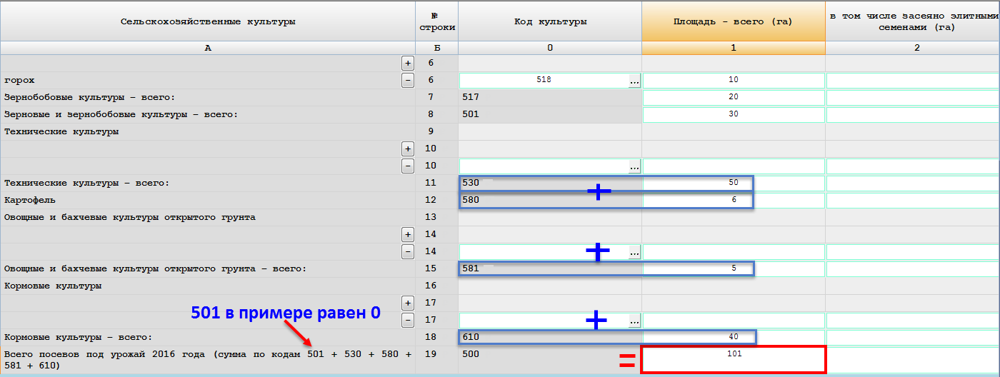 Сельскохозяйственные культуры № строки Код культуры Площадь - всего (га) в том числе засеяно элитными семенами (га)
А Б 0 1 2
+ 6
горох - 6 518 ... 10
Зернобобовые культуры - всего: 7 517 20
Зерновые и зернобобовые культуры - всего: 8 501 30
Технические культуры 9
+ 10
- 10 ...
Технические культуры - всего: 11 530 50
+
Картофель 12 580 6
Овощные и бахчевые культуры открытого грунта 13
+ 14
- 14 + ...
Овощные и бахчевые культуры открытого грунта - всего: 15 581 5
Кормовые культуры 16
+ 17
501 в примере равен 0
- 17 + ...
Кормовые культуры - всего: 18 610 40
Всего посевов под урожай 2016 года (сумма по кодам 501 + 530 + 580 + 19 500 = 101
581 + 610)